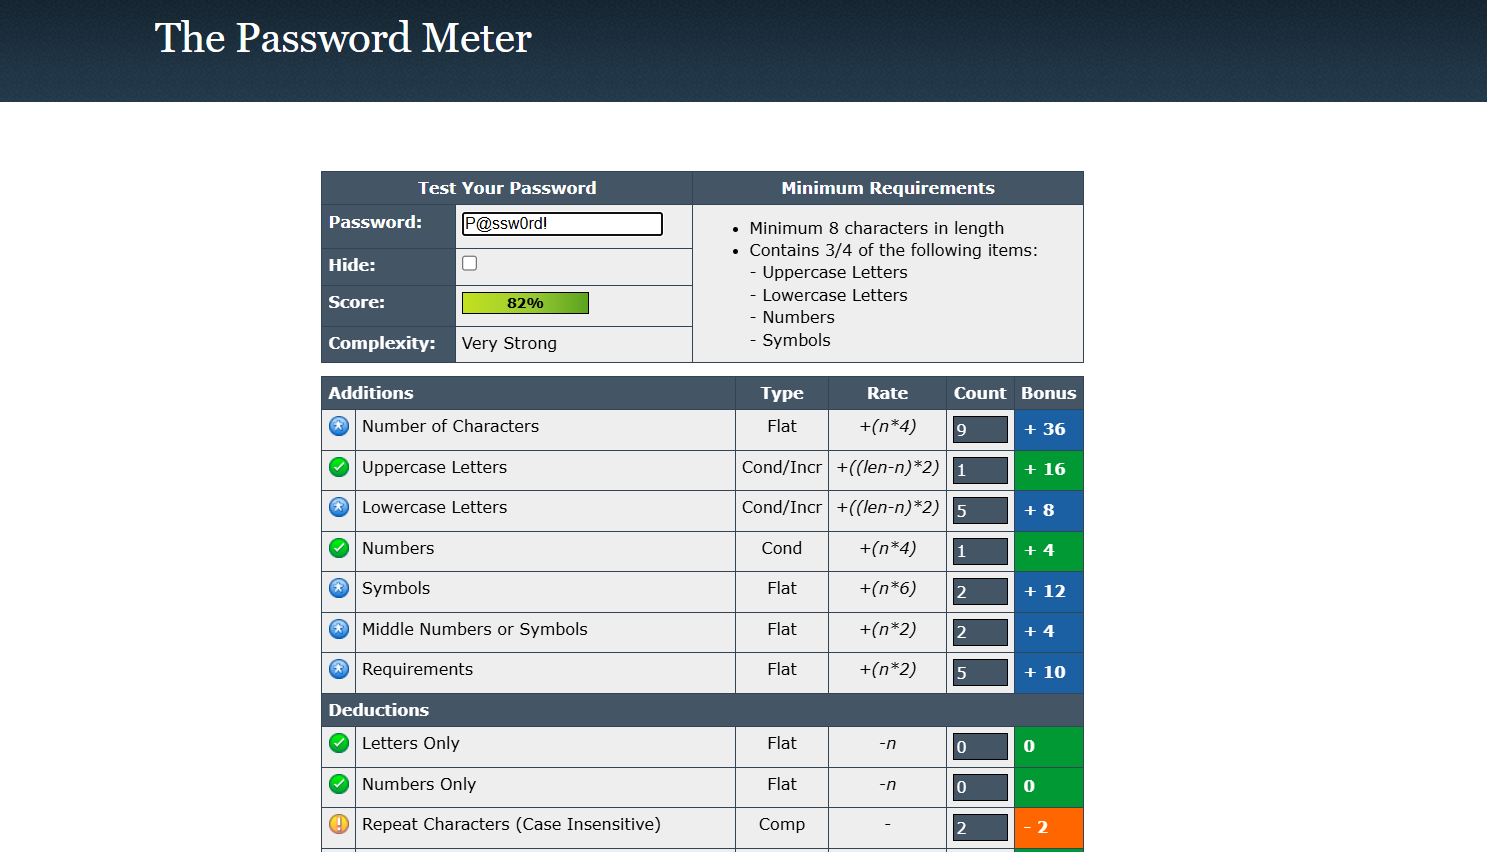 The Password Meter
Test Your Password
Minimum Requirements
Password: P@ssw0rd!
Hide:
Score: 82%
Complexity: Very Strong
• Minimum 8 characters in length
• Contains 3/4 of the following items:
- Uppercase Letters
- Lowercase Letters
- Numbers
- Symbols
Additions Type Rate Count Bonus
Number of Characters Flat +(n*4) 9 + 36
Uppercase Letters Cond/Incr +((len-n)*2) 1 + 16
Lowercase Letters Cond/Incr +((len-n)*2) 5 + 8
Numbers Cond +(n*4) 1 + 4
Symbols Flat +(n*6) 2 + 12
Middle Numbers or Symbols Flat +(n*2) 2 + 4
Requirements Flat +(n*2) 5 + 10
Deductions
Letters Only Flat -n 0 0
Numbers Only Flat -n 0 0
Repeat Characters (Case Insensitive) Comp - 2 - 2